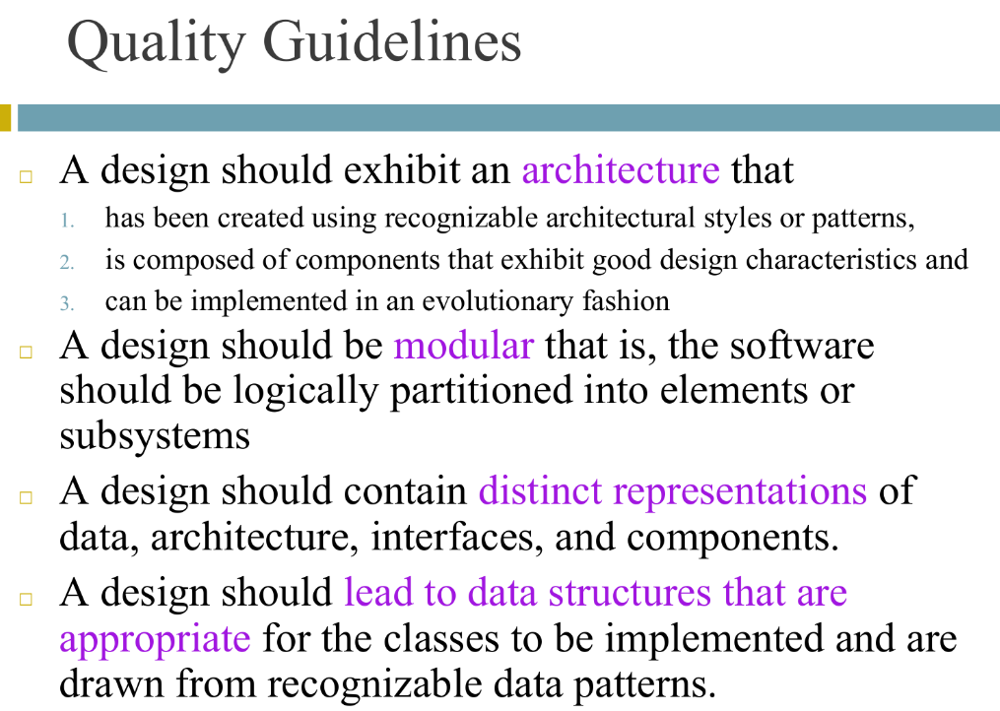 Quality Guidelines
A design should exhibit an architecture that
1. has been created using recognizable architectural styles or patterns,
2. is composed of components that exhibit good design characteristics and
3. can be implemented in an evolutionary fashion
A design should be modular that is, the software
should be logically partitioned into elements or
subsystems
A design should contain distinct representations of
data, architecture, interfaces, and components.
A design should lead to data structures that are
appropriate for the classes to be implemented and are
drawn from recognizable data patterns.